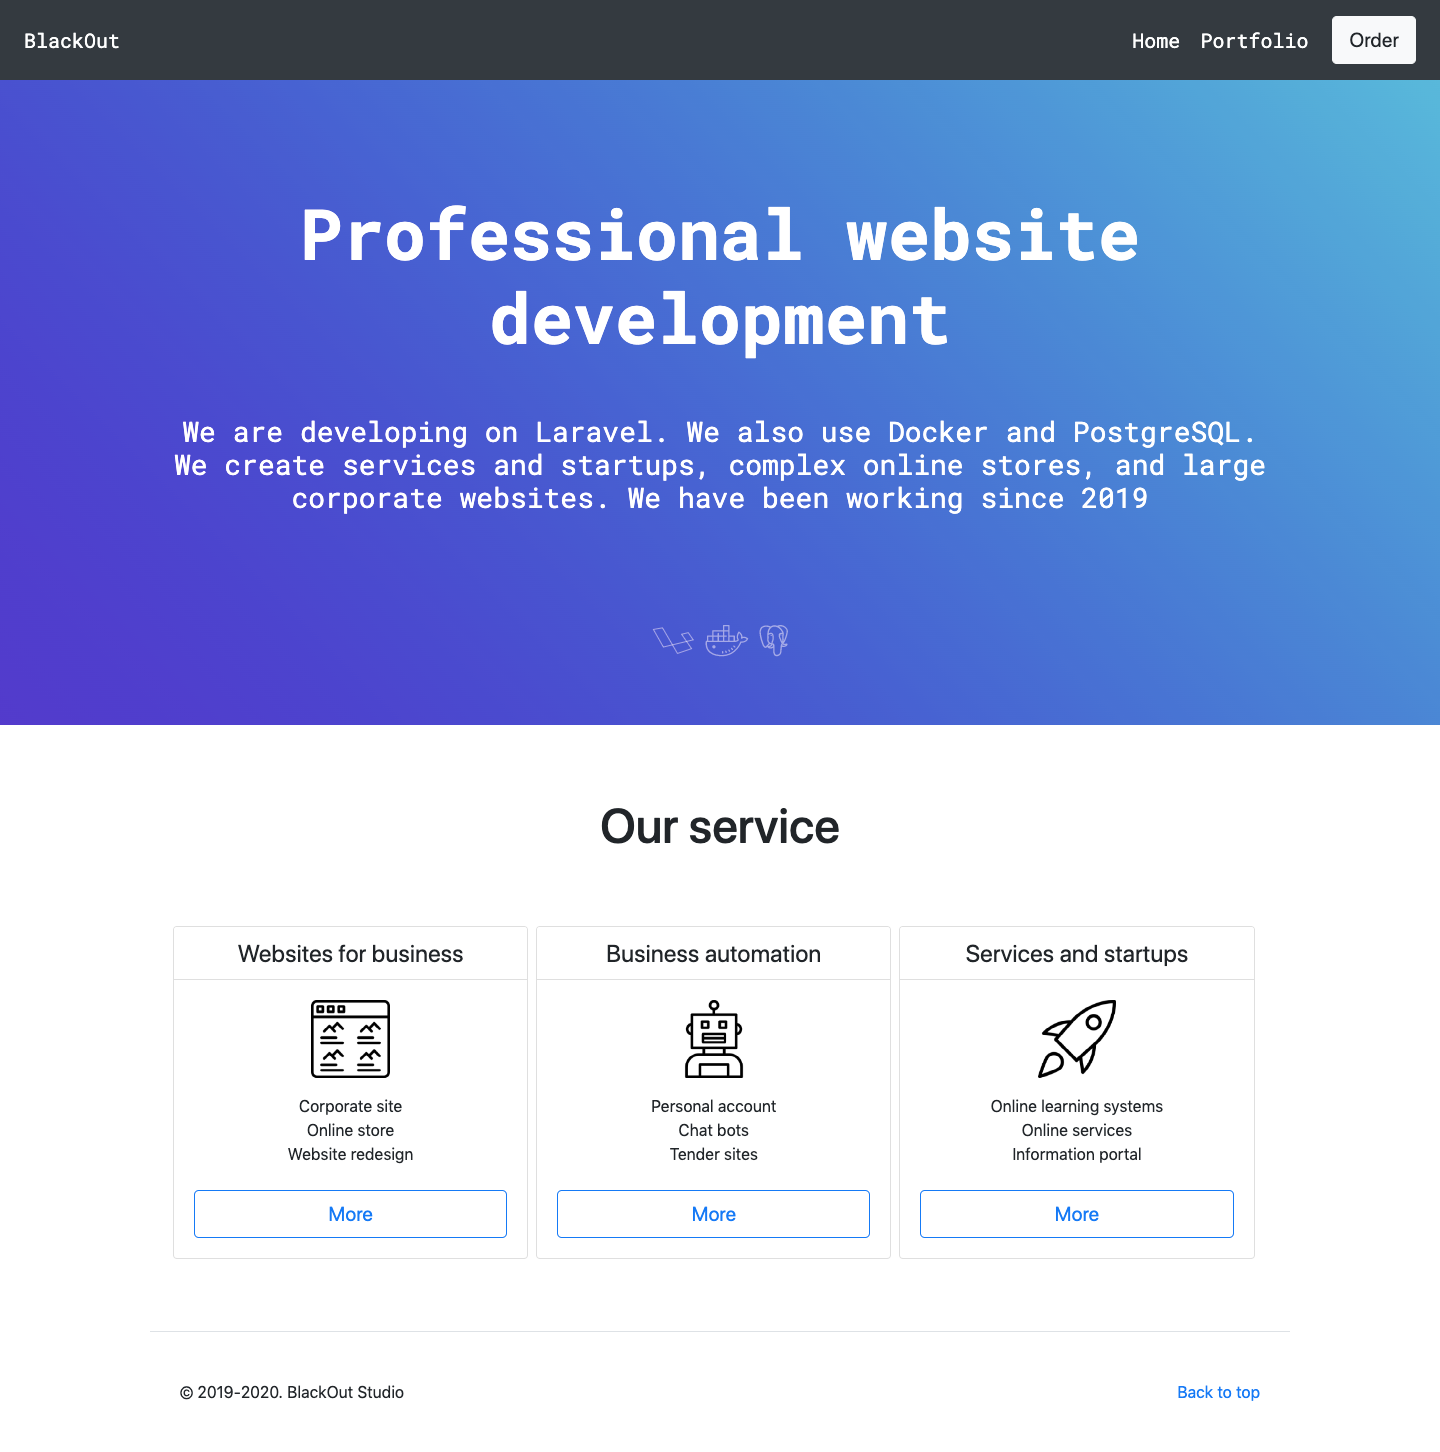 BlackOut
Home Portfolio Order
Professional website
development
We are developing on Laravel. We also use Docker and PostgreSQL.
We create services and startups, complex online stores, and large
corporate websites. We have been working since 2019
Our service
Websites for business
Corporate site
Online store
Website redesign
More
Business automation
Personal account
Chat bots
Tender sites
More
Services and startups
Online learning systems
Online services
Information portal
More
© 2019-2020. BlackOut Studio
Back to top